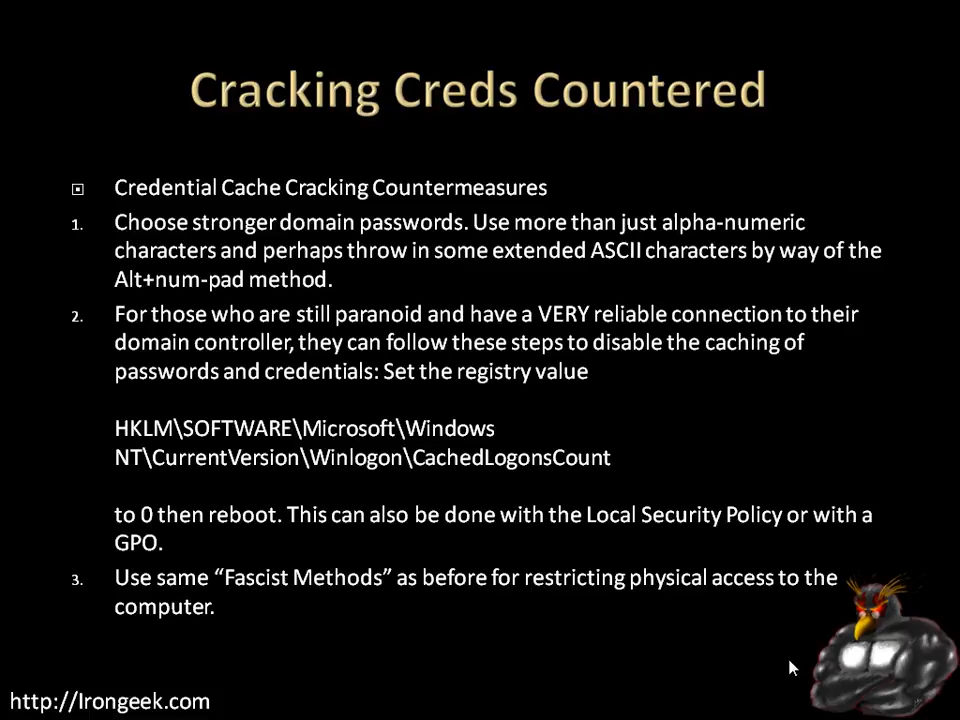 Cracking Creds Countered
Credential Cache Cracking Countermeasures
1. Choose stronger domain passwords. Use more than just alpha-numeric
characters and perhaps throw in some extended ASCII characters by way of the
Alt+num-pad method.
2. For those who are still paranoid and have a VERY reliable connection to their
domain controller, they can follow these steps to disable the caching of
passwords and credentials: Set the registry value
HKLM\SOFTWARE\Microsoft\Windows
NT\CurrentVersion\Winlogon\CachedLogonsCount
to 0 then reboot. This can also be done with the Local Security Policy or with a
GPO.
3. Use same “Fascist Methods” as before for restricting physical access to the
computer.
http://Irongeek.com